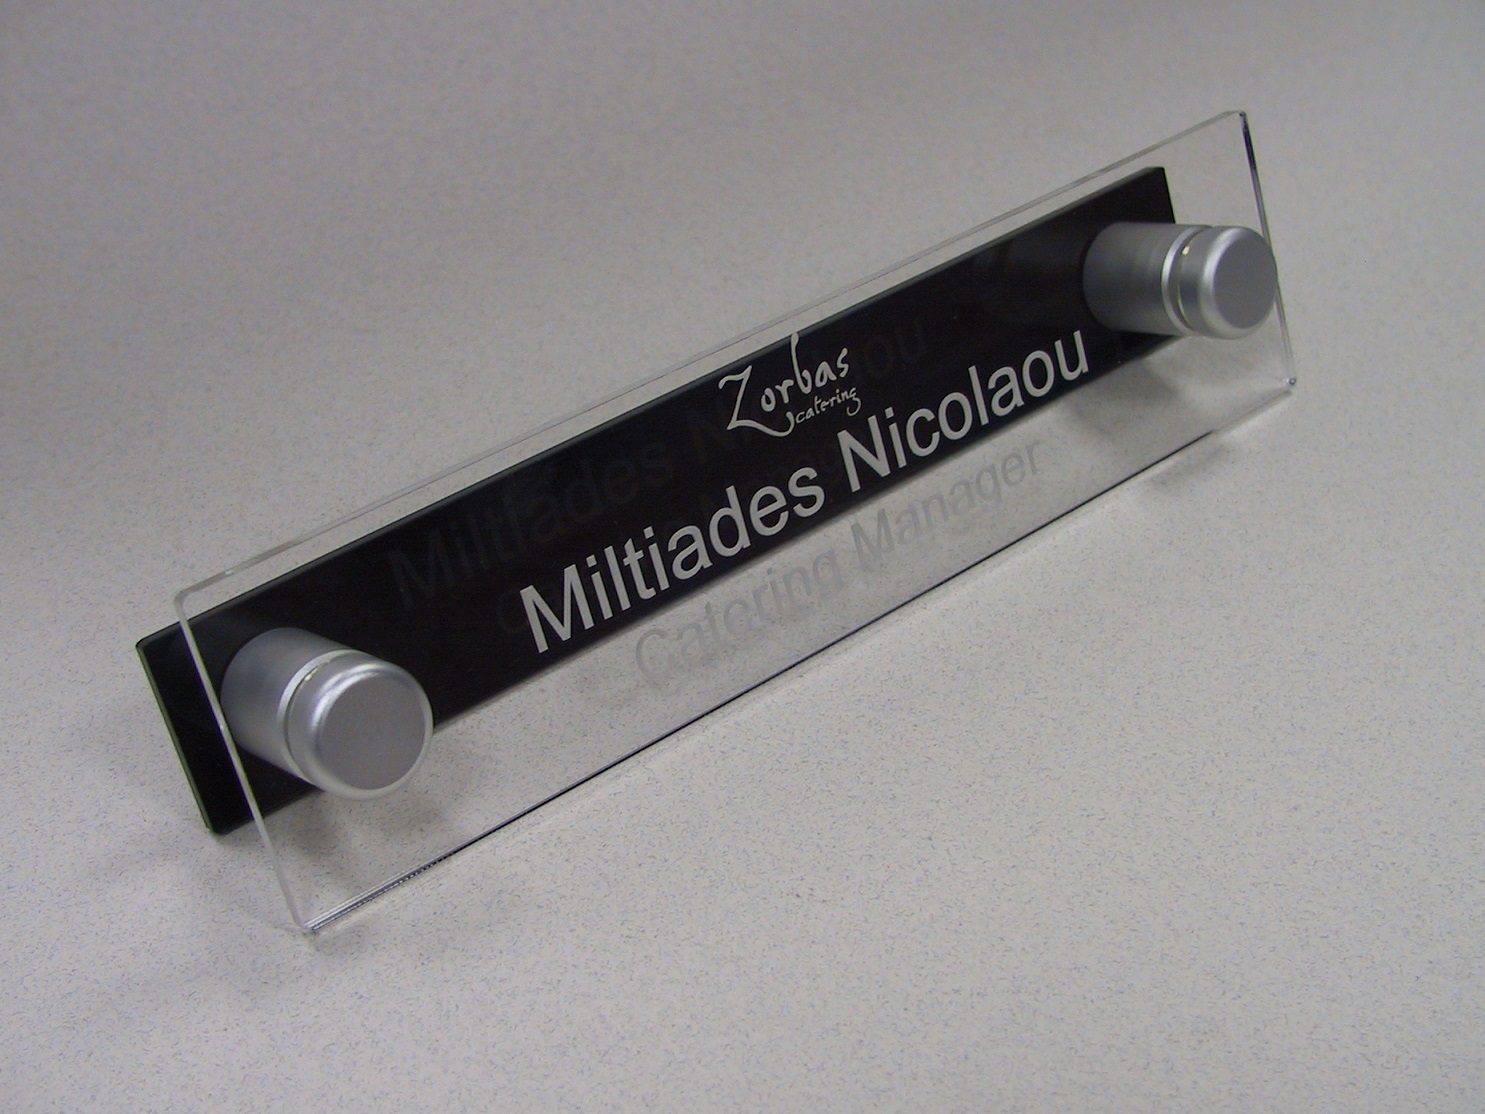 Zorbas
catering
Miltiades Nicolaou
Catering Manager